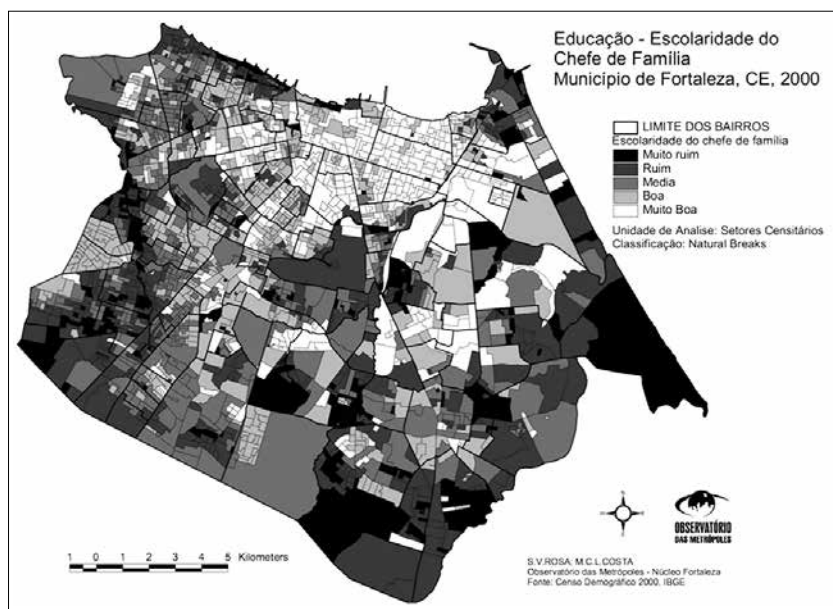 Educação - Escolaridade do
Chefe de Família
Município de Fortaleza, CE, 2000
LIMITE DOS BAIRROS
Escolaridade do chefe de família
Muito ruim
Ruim
Media
Boa
Muito Boa
Unidade de Analise: Setores Censitários
Classificação: Natural Breaks
1 0 1 2 3 4 5 Kilometers
OBSERVATÓRIO
DAS METRÓPOLES
S.V.ROSA; M.C.L.COSTA
Observatório das Metrópoles - Núcleo Fortaleza
Fonte: Censo Demográfico 2000, IBGE